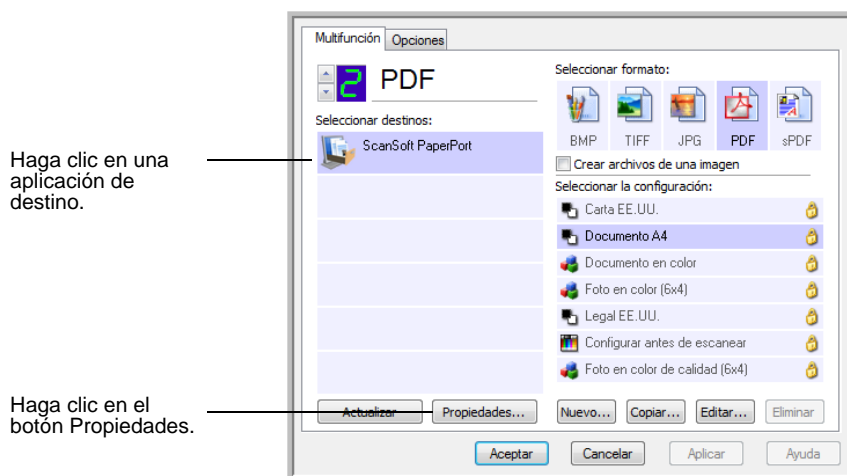 Multifunción Opciones
2 PDF
Seleccionar destinos:
ScanSoft PaperPort
Haga clic en una
aplicación de
destino.
Haga clic en el
botón Propiedades.
Actualizar Propiedades...
Seleccionar formato:
BMP TIFF JPG PDF sPDF
Crear archivos de una imagen
Seleccionar la configuración:
Carta EE.UU.
Documento A4
Documento en color
Foto en color (6x4)
Legal EE.UU.
Configurar antes de escanear
Foto en color de calidad (6x4)
Nuevo... Copiar... Editar... Eliminar
Aceptar Cancelar Aplicar Ayuda